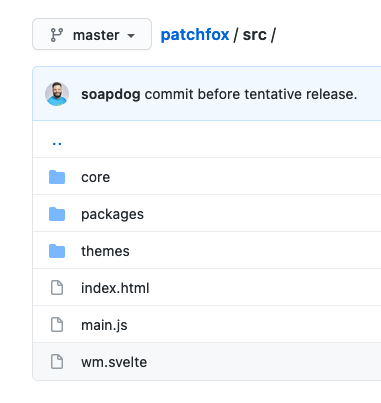 master patchfox / src /
soapdog commit before tentative release.
..
core
packages
themes
index.html
main.js
wm.svelte